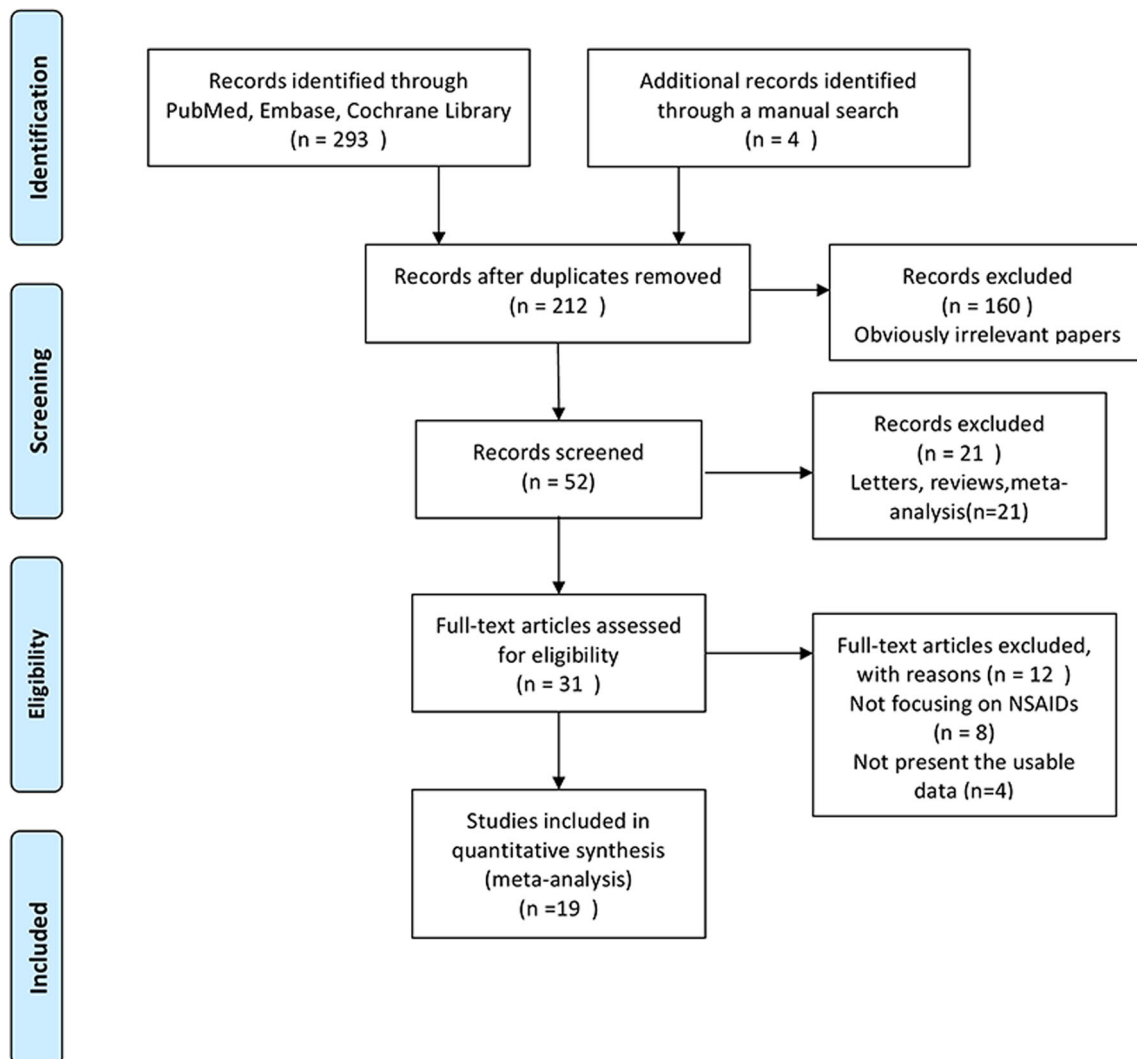 Identification
Records identified through
PubMed, Embase, Cochrane Library
(n = 293  )
Additional records identified
through a manual search
(n = 4  )
Records after duplicates removed
(n = 212  )
Records excluded
(n = 160 )
Obviously irrelevant papers
Screening
Records screened
(n = 52)
Records excluded
(n = 21  )
Letters, reviews,meta-
analysis(n=21)
Eligibility
Full-text articles assessed
for eligibility
(n = 31  )
Full-text articles excluded,
with reasons (n = 12  )
Not focusing on NSAIDs
(n = 8)
Not present the usable
data (n=4)
Included
Studies included in
quantitative synthesis
(meta-analysis)
(n =19  )